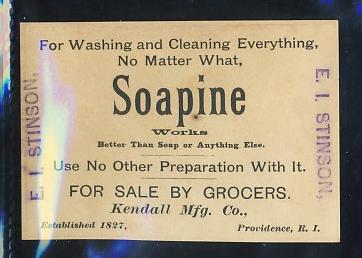 For Washing and Cleaning Everything,
No Matter What,
Soapine
Works
Better Than Soap or Anything Else.
Use No Other Preparation With It.
FOR SALE BY GROCERS.
Kendall Mfg. Co.,
Established 1827. Providence, R. I.
E. I. STINSON,
E. I. STINSON,